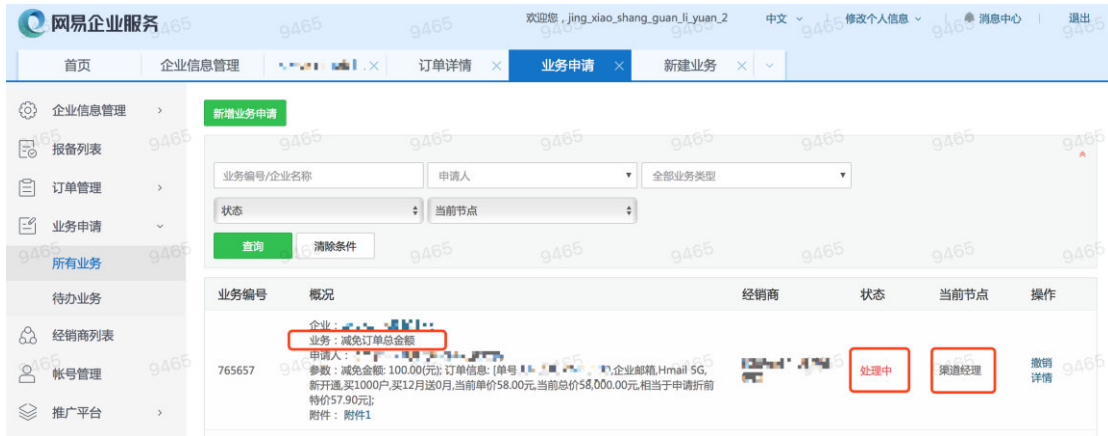 网易企业服务
欢迎您，jing_xiao_shang_guan_li_yuan_2
中文
修改个人信息
消息中心
退出
首页
企业信息管理
订单详情
业务申请
新建业务
企业信息管理
报备列表
订单管理
业务申请
所有业务
待办业务
经销商列表
帐号管理
推广平台
新增业务申请
业务编号/企业名称
申请人
全部业务类型
状态
当前节点
查询
清除条件
业务编号 概况 经销商 状态 当前节点 操作
765657
企业：
业务：减免订单总金额
申请人：
参数：减免金额: 100.00(元); 订单信息: [单号
,企业邮箱,Hmail 5G,
新开通,买1000户,买12月送0月,当前单价58.00元,当前总价58,000.00元,相当于申请折前
特价57.90元];
附件：附件1
处理中
渠道经理
撤销
详情
9465